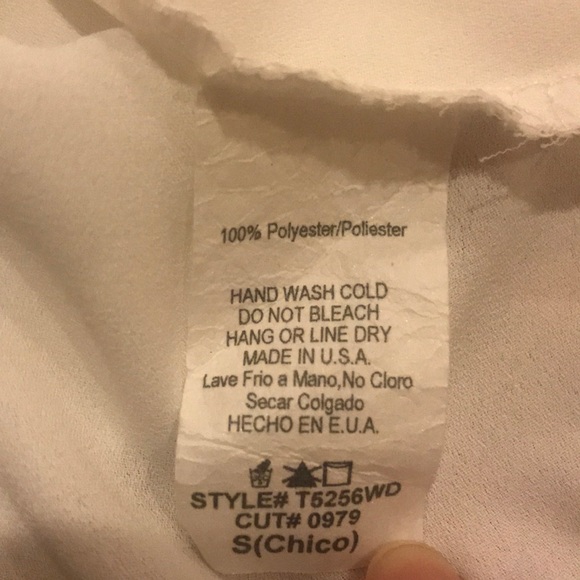 100% Polyester/Poliester
HAND WASH COLD
DO NOT BLEACH
HANG OR LINE DRY
MADE IN U.S.A.
Lave Frio a Mano,No Cloro
Secar Colgado
HECHO EN E.U.A.
STYLE# T5256WD
CUT# 0979
S(Chico)